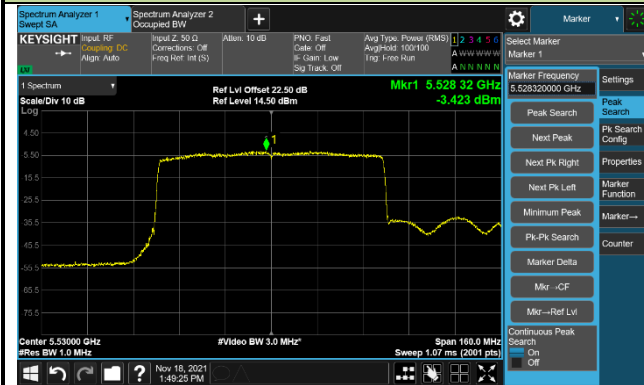 Spectrum Analyzer 1
Swept SA
Spectrum Analyzer 2
Occupied BW
+
Marker
KEYSIGHT
Input: RF
Coupling: DC
Align: Auto
Input Z: 50 Ω
Corrections: Off
Freq Ref: Int (S)
Atten: 10 dB
PNO: Fast
Gate: Off
IF Gain: Low
Sig Track: Off
Avg Type: Power (RMS)
Avg|Hold: 100/100
Trig: Free Run
1 2 3 4 5 6
A W W W W W
A N N N N N
LXI
Select Marker
Marker 1
1 Spectrum
Scale/Div 10 dB
Log
Ref Lvl Offset 22.50 dB
Ref Level 14.50 dBm
Mkr1 5.528 32 GHz
-3.423 dBm
1
4.50
-5.50
-15.5
-25.5
-35.5
-45.5
-55.5
-65.5
-75.5
Center 5.53000 GHz
#Res BW 1.0 MHz
#Video BW 3.0 MHz*
Span 160.0 MHz
Sweep 1.07 ms (2001 pts)
Marker Frequency
5.528320000 GHz
Peak Search
Next Peak
Next Pk Right
Next Pk Left
Minimum Peak
Pk-Pk Search
Marker Delta
Mkr→CF
Mkr→Ref Lvl
Continuous Peak
Search
On
Off
Settings
Peak
Search
Pk Search
Config
Properties
Marker
Function
Marker→
Counter
?
Nov 18, 2021
1:49:25 PM